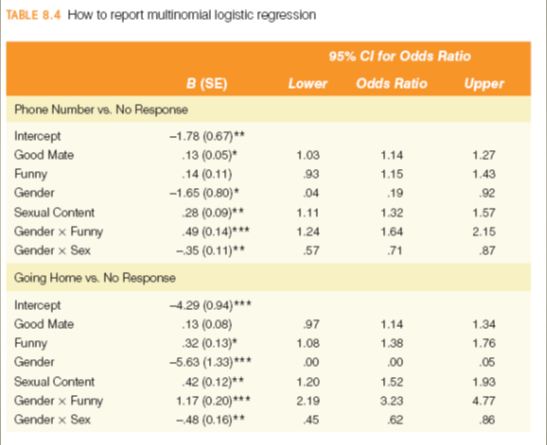 TABLE 8.4 How to report multinomial logistic regression
95% CI for Odds Ratio
B (SE) Lower Odds Ratio Upper
Phone Number vs. No Response
Intercept –1.78 (0.67)**
Good Mate .13 (0.05)* 1.03 1.14 1.27
Funny .14 (0.11) .93 1.15 1.43
Gender –1.65 (0.80)* .04 .19 .92
Sexual Content .28 (0.09)** 1.11 1.32 1.57
Gender × Funny .49 (0.14)*** 1.24 1.64 2.15
Gender × Sex –.35 (0.11)** .57 .71 .87
Going Home vs. No Response
Intercept –4.29 (0.94)***
Good Mate .13 (0.08) .97 1.14 1.34
Funny .32 (0.13)* 1.08 1.38 1.76
Gender –5.63 (1.33)*** .00 .00 .05
Sexual Content .42 (0.12)** 1.20 1.52 1.93
Gender × Funny 1.17 (0.20)*** 2.19 3.23 4.77
Gender × Sex –.48 (0.16)** .45 .62 .86